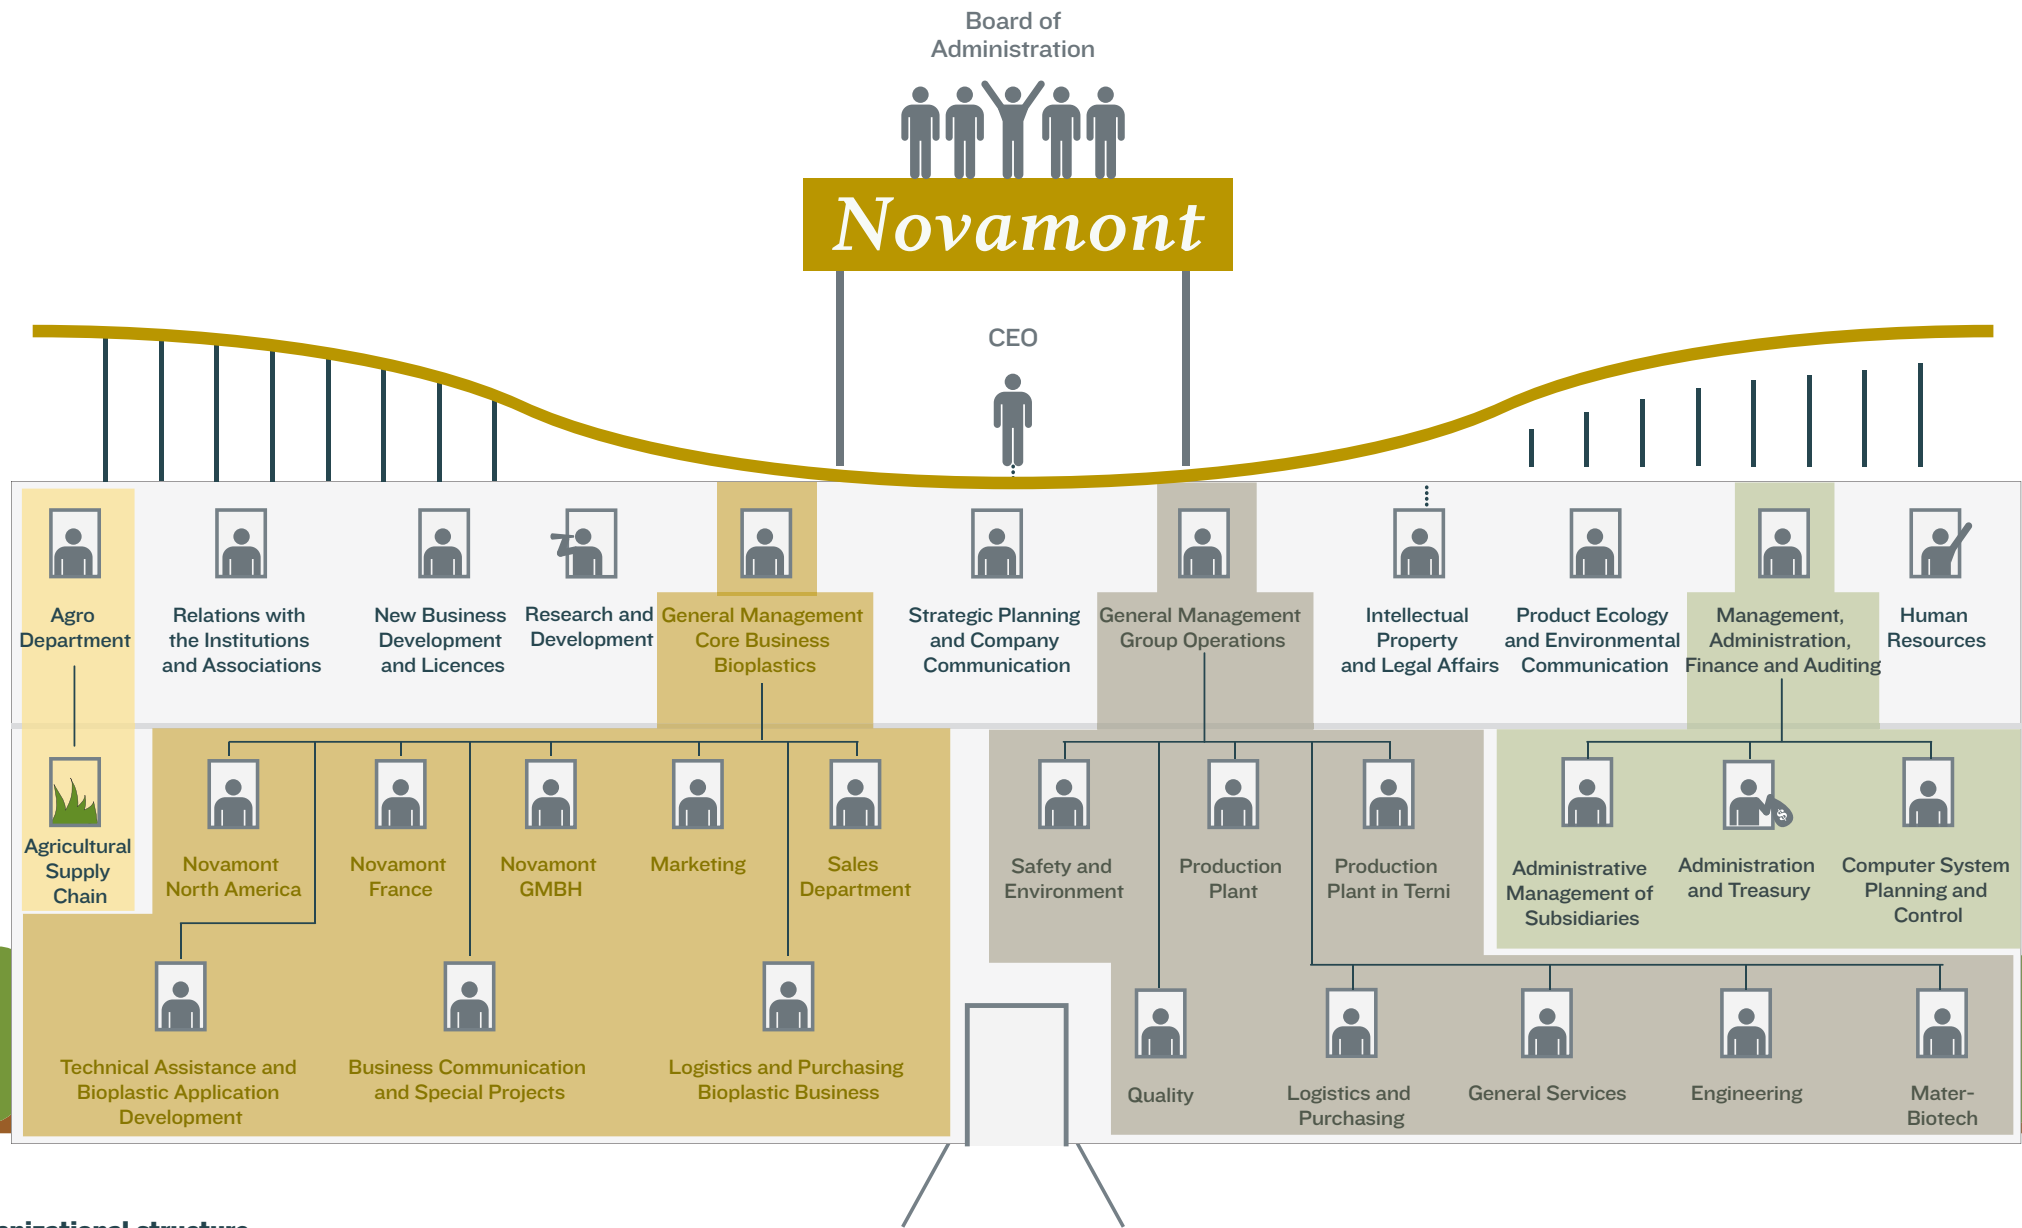 Board of
Administration
Novamont
CEO
Agro
Department
Relations with
the Institutions
and Associations
New Business
Development
and Licences
Research and
Development
General Management
Core Business
Bioplastics
Strategic Planning
and Company
Communication
General Management
Group Operations
Intellectual
Property
and Legal Affairs
Product Ecology
and Environmental
Communication
Management,
Administration,
Finance and Auditing
Human
Resources
Agricultural
Supply
Chain
Novamont
North America
Novamont
France
Novamont
GMBH
Marketing
Sales
Department
Safety and
Environment
Production
Plant
Production
Plant in Terni
Administrative
Management of
Subsidiaries
Administration
and Treasury
$
Computer System
Planning and
Control
Technical Assistance and
Bioplastic Application
Development
Business Communication
and Special Projects
Logistics and Purchasing
Bioplastic Business
Quality
Logistics and
Purchasing
General Services
Engineering
Mater-
Biotech
structure